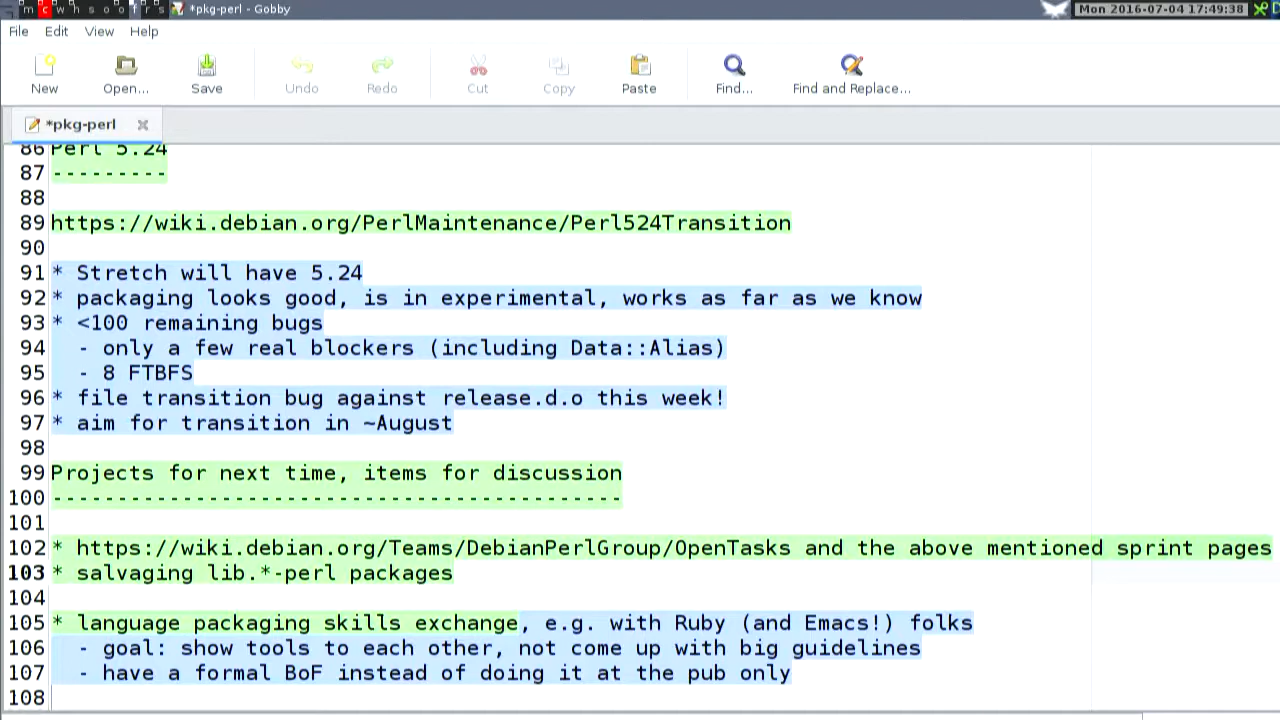 m c w h s o o f r s *pkg-perl - Gobby Mon 2016-07-04 17:49:38
File Edit View Help
New Open... Save Undo Redo Cut Copy Paste Find... Find and Replace...
*pkg-perl
86 Perl 5.24
87 ---------
88
89 https://wiki.debian.org/PerlMaintenance/Perl524Transition
90
91 * Stretch will have 5.24
92 * packaging looks good, is in experimental, works as far as we know
93 * <100 remaining bugs
94   - only a few real blockers (including Data::Alias)
95   - 8 FTBFS
96 * file transition bug against release.d.o this week!
97 * aim for transition in ~August
98
99 Projects for next time, items for discussion
100 --------------------------------------------
101
102 * https://wiki.debian.org/Teams/DebianPerlGroup/OpenTasks and the above mentioned sprint pages
103 * salvaging lib.*-perl packages
104
105 * language packaging skills exchange, e.g. with Ruby (and Emacs!) folks
106   - goal: show tools to each other, not come up with big guidelines
107   - have a formal BoF instead of doing it at the pub only
108